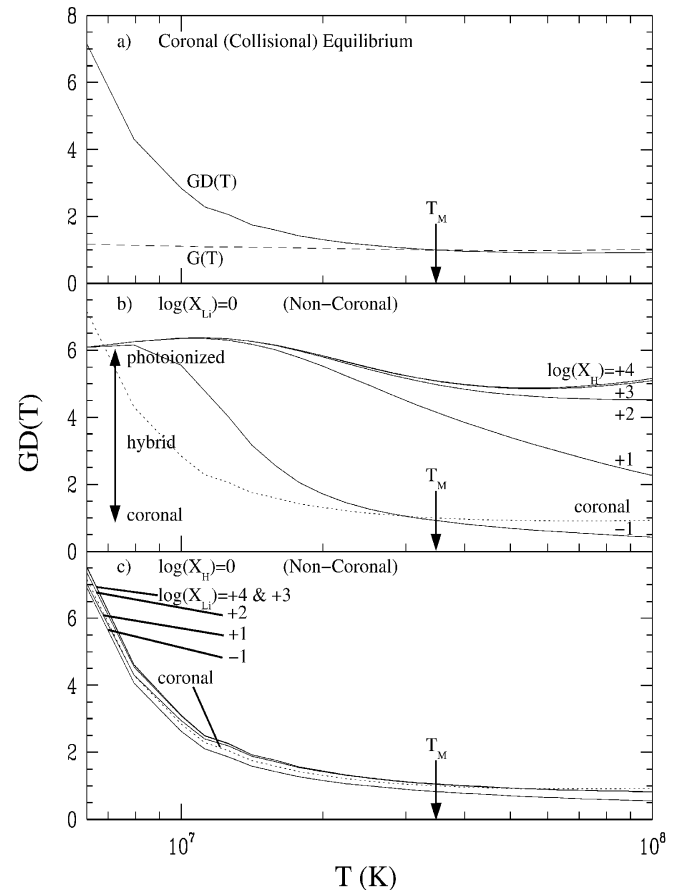 8
a) Coronal (Collisional) Equilibrium
6
4
GD(T)
T_M
2
G(T)
0
b) log(X_Li)=0 (Non-Coronal)
6
photoionized
log(X_H)=+4
+3
+2
4
GD(T)
hybrid
+1
T_M
2
coronal
coronal
−1
0
c) log(X_H)=0 (Non-Coronal)
log(X_Li)=+4 & +3
6
+2
+1
−1
4
coronal
T_M
2
0
10^7
10^8
T (K)